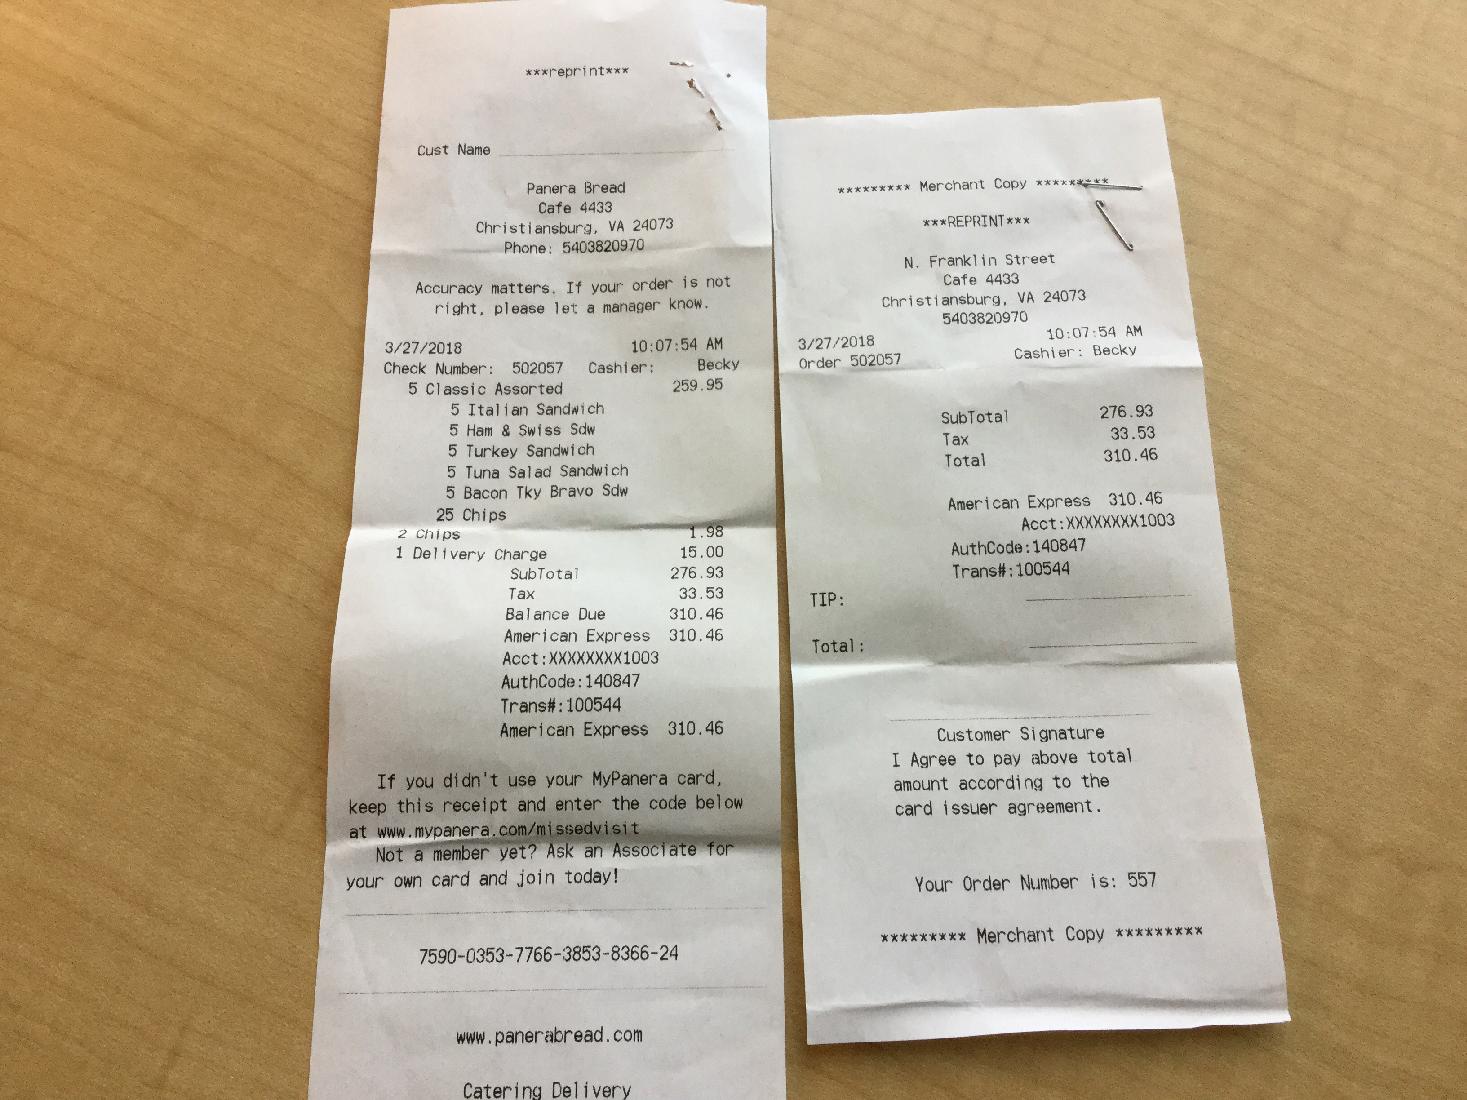 ***reprint***
Cust Name
Panera Bread
Cafe 4433
Christiansburg, VA 24073
Phone: 5403820970
Accuracy matters. If your order is not
right, please let a manager know.
3/27/2018 10:07:54 AM
Check Number: 502057 Cashier: Becky
5 Classic Assorted 259.95
5 Italian Sandwich
5 Ham & Swiss Sdw
5 Turkey Sandwich
5 Tuna Salad Sandwich
5 Bacon Tky Bravo Sdw
25 Chips
2 Chips 1.98
1 Delivery Charge 15.00
SubTotal 276.93
Tax 33.53
Balance Due 310.46
American Express 310.46
Acct:XXXXXXXX1003
AuthCode:140847
Trans#:100544
American Express 310.46
If you didn't use your MyPanera card,
keep this receipt and enter the code below
at www.mypanera.com/missedvisit
Not a member yet? Ask an Associate for
your own card and join today!
7590-0353-7766-3853-8366-24
www.panerabread.com
Catering Delivery
********* Merchant Copy *********
***REPRINT***
N. Franklin Street
Cafe 4433
Christiansburg, VA 24073
5403820970
3/27/2018 10:07:54 AM
Order 502057 Cashier: Becky
SubTotal 276.93
Tax 33.53
Total 310.46
American Express 310.46
Acct:XXXXXXXX1003
AuthCode:140847
Trans#:100544
TIP:
Total:
Customer Signature
I Agree to pay above total
amount according to the
card issuer agreement.
Your Order Number is: 557
********* Merchant Copy *********